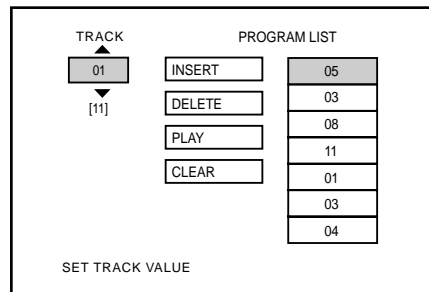 TRACK
PROGRAM LIST
01
[11]
INSERT
DELETE
PLAY
CLEAR
05
03
08
11
01
03
04
SET TRACK VALUE